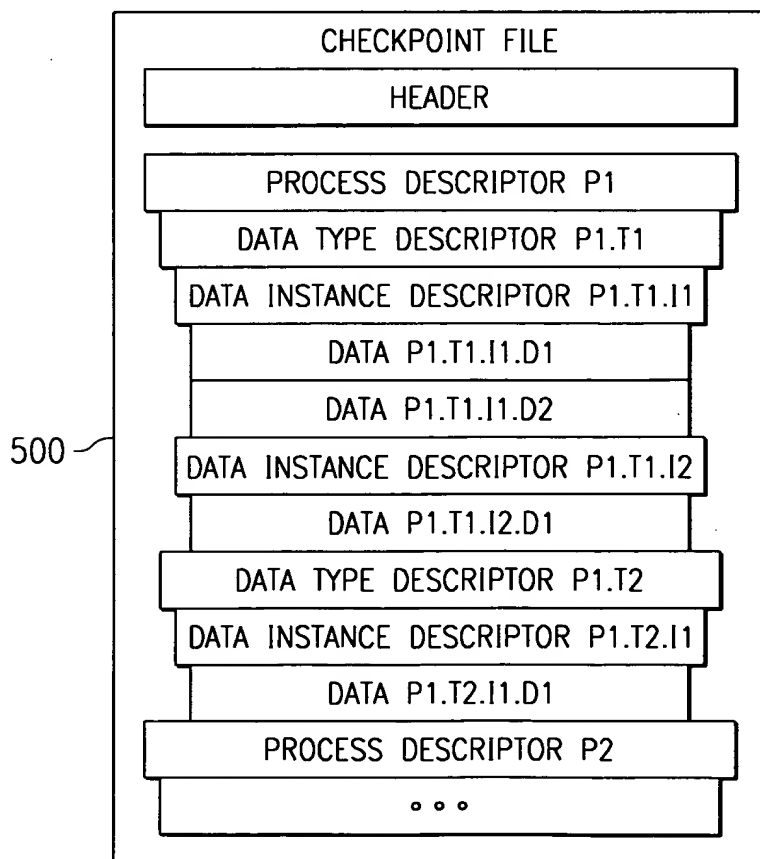 CHECKPOINT FILE
HEADER
PROCESS DESCRIPTOR P1
DATA TYPE DESCRIPTOR P1.T1
DATA INSTANCE DESCRIPTOR P1.T1.I1
DATA P1.T1.I1.D1
DATA P1.T1.I1.D2
500
DATA INSTANCE DESCRIPTOR P1.T1.I2
DATA P1.T1.I2.D1
DATA TYPE DESCRIPTOR P1.T2
DATA INSTANCE DESCRIPTOR P1.T2.I1
DATA P1.T2.I1.D1
PROCESS DESCRIPTOR P2
∘ ∘ ∘